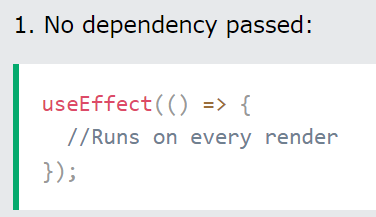 1. No dependency passed:
useEffect(() => {
  //Runs on every render
});